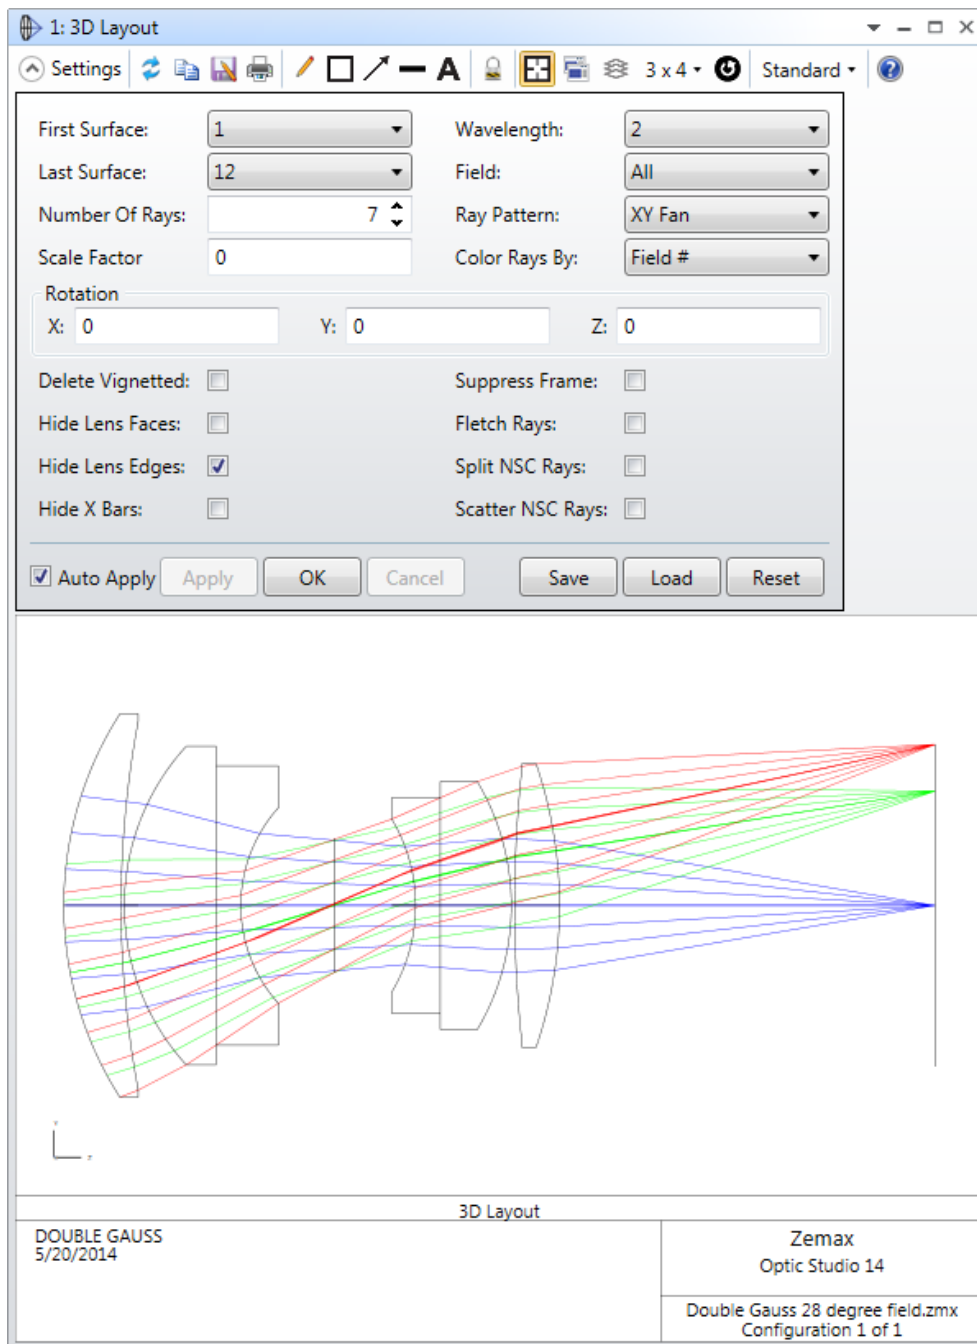 1: 3D Layout
Settings A 3 x 4 Standard ?
First Surface: 1 Wavelength: 2
Last Surface: 12 Field: All
Number Of Rays: 7 Ray Pattern: XY Fan
Scale Factor 0 Color Rays By: Field #
Rotation
X: 0 Y: 0 Z: 0
Delete Vignetted: Suppress Frame:
Hide Lens Faces: Fletch Rays:
Hide Lens Edges: Split NSC Rays:
Hide X Bars: Scatter NSC Rays:
Auto Apply Apply OK Cancel Save Load Reset
Y
Z
3D Layout
DOUBLE GAUSS
5/20/2014
Zemax
Optic Studio 14
Double Gauss 28 degree field.zmx
Configuration 1 of 1